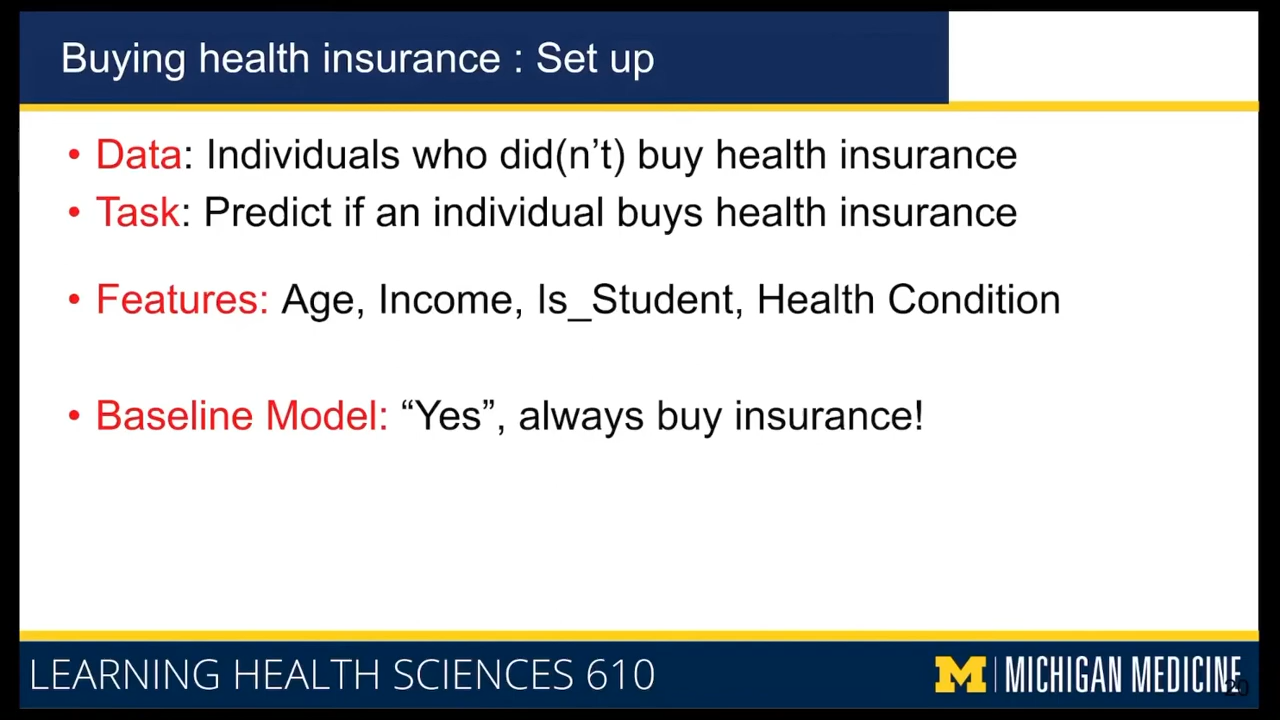 Buying health insurance : Set up
• Data: Individuals who did(n’t) buy health insurance
• Task: Predict if an individual buys health insurance
• Features: Age, Income, Is_Student, Health Condition
• Baseline Model: “Yes”, always buy insurance!
LEARNING HEALTH SCIENCES 610
M MICHIGAN MEDICINE
20